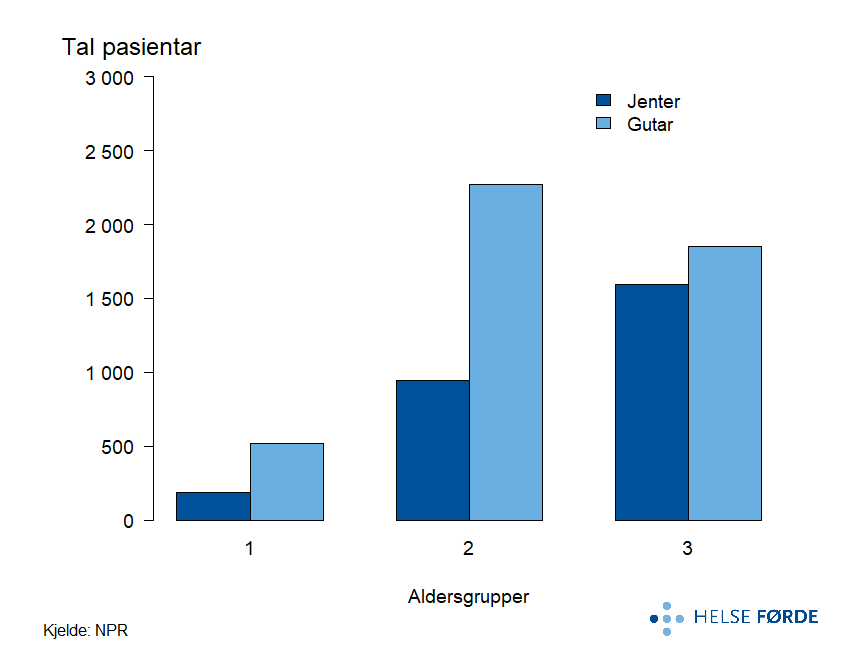 Tal pasientar
3 000
2 500
2 000
1 500
1 000
500
0
Jenter
Gutar
1 2 3
Aldersgrupper
Kjelde: NPR
HELSE FØRDE